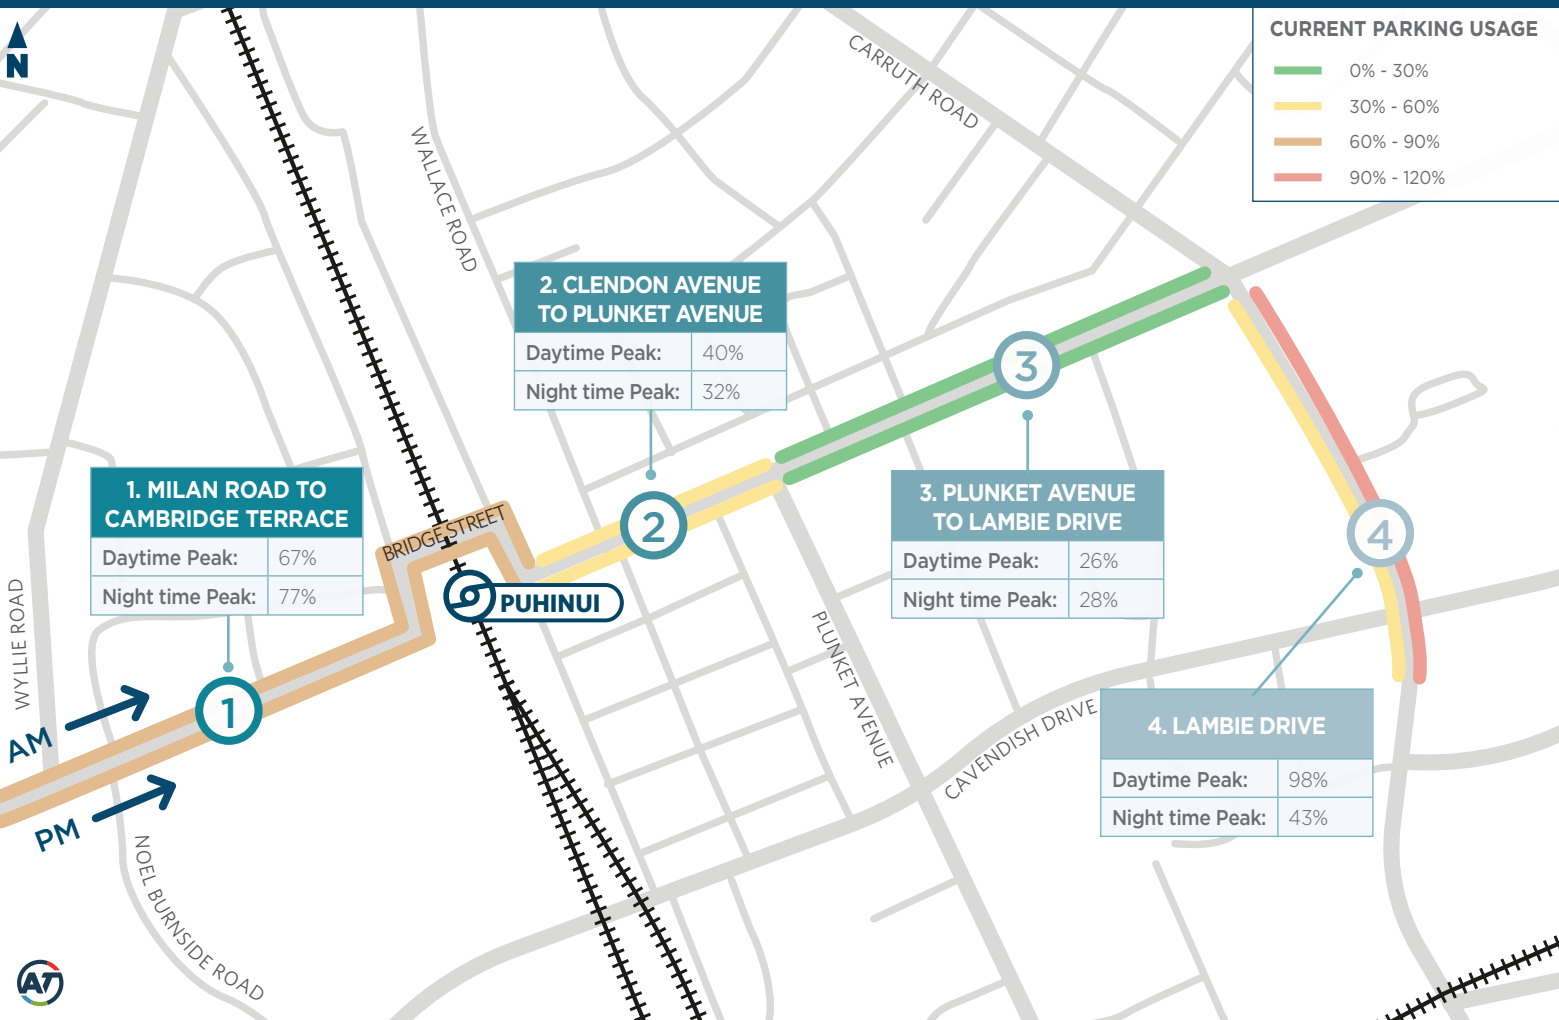 N
CURRENT PARKING USAGE
0% - 30%
30% - 60%
60% - 90%
90% - 120%
CARRUTH ROAD
WALLACE ROAD
2. CLENDON AVENUE
TO PLUNKET AVENUE
Daytime Peak: 40%
Night time Peak: 32%
3
1. MILAN ROAD TO
CAMBRIDGE TERRACE
Daytime Peak: 67%
Night time Peak: 77%
BRIDGE STREET
2
3. PLUNKET AVENUE
TO LAMBIE DRIVE
Daytime Peak: 26%
Night time Peak: 28%
4
PUHINUI
WYLLIE ROAD
PLUNKET AVENUE
1
AM
PM
CAVENDISH DRIVE
4. LAMBIE DRIVE
Daytime Peak: 98%
Night time Peak: 43%
NOEL BURNSIDE ROAD
AT